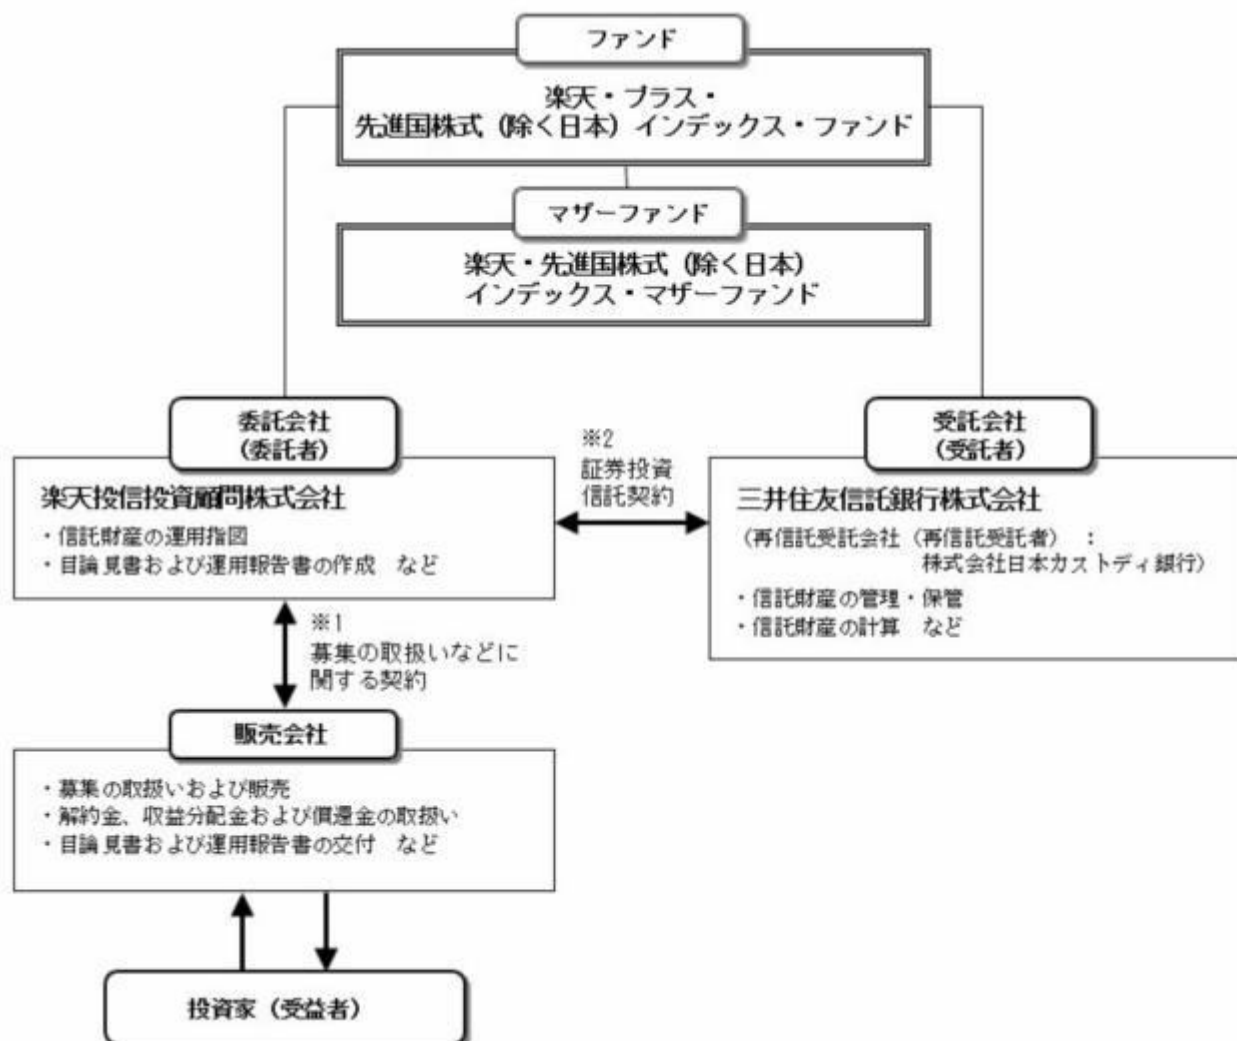 ファンド
楽天・プラス・
先進国株式（除く日本）インデックス・ファンド
マザーファンド
楽天・先進国株式（除く日本）
インデックス・マザーファンド
委託会社
（委託者）
楽天投信投資顧問株式会社
・信託財産の運用指図
・目論見書および運用報告書の作成　など
※2
証券投資
信託契約
受託会社
（受託者）
三井住友信託銀行株式会社
（再信託受託会社（再信託受託者）：
株式会社日本カストディ銀行）
・信託財産の管理・保管
・信託財産の計算　など
※1
募集の取扱いなどに
関する契約
販売会社
・募集の取扱いおよび販売
・解約金、収益分配金および償還金の取扱い
・目論見書および運用報告書の交付　など
投資家（受益者）